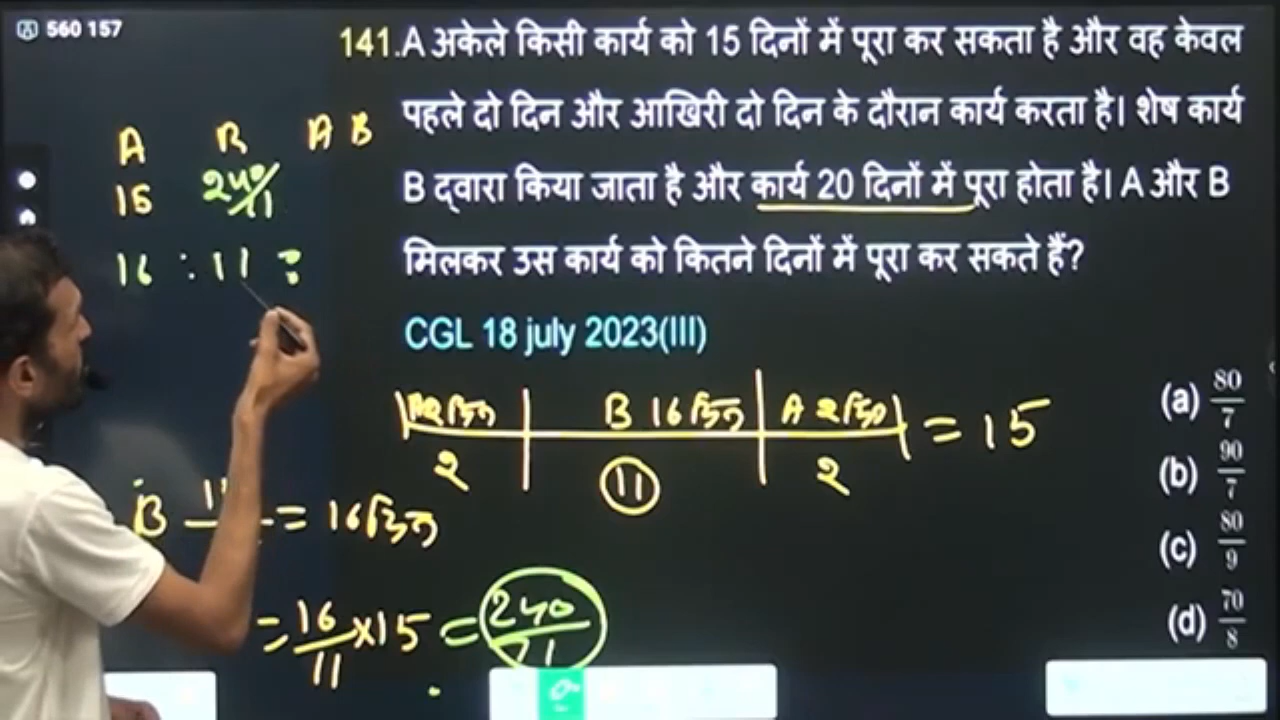 560 157
141.A अकेले किसी कार्य को 15 दिनों में पूरा कर सकता है और वह केवल
पहले दो दिन और आखिरी दो दिन के दौरान कार्य करता है। शेष कार्य
B द्वारा किया जाता है और कार्य 20 दिनों में पूरा होता है। A और B
मिलकर उस कार्य को कितने दिनों में पूरा कर सकते हैं?
CGL 18 july 2023(III)
(a) 80/7
(b) 90/7
(c) 80/9
(d) 70/8
A B A B
15 240/11
16 : 11 :
A 2 दिन B 16 दिन A 2 दिन
2 11 2 = 15
B = 16 दिन
= 16/11 × 15 = 240/11